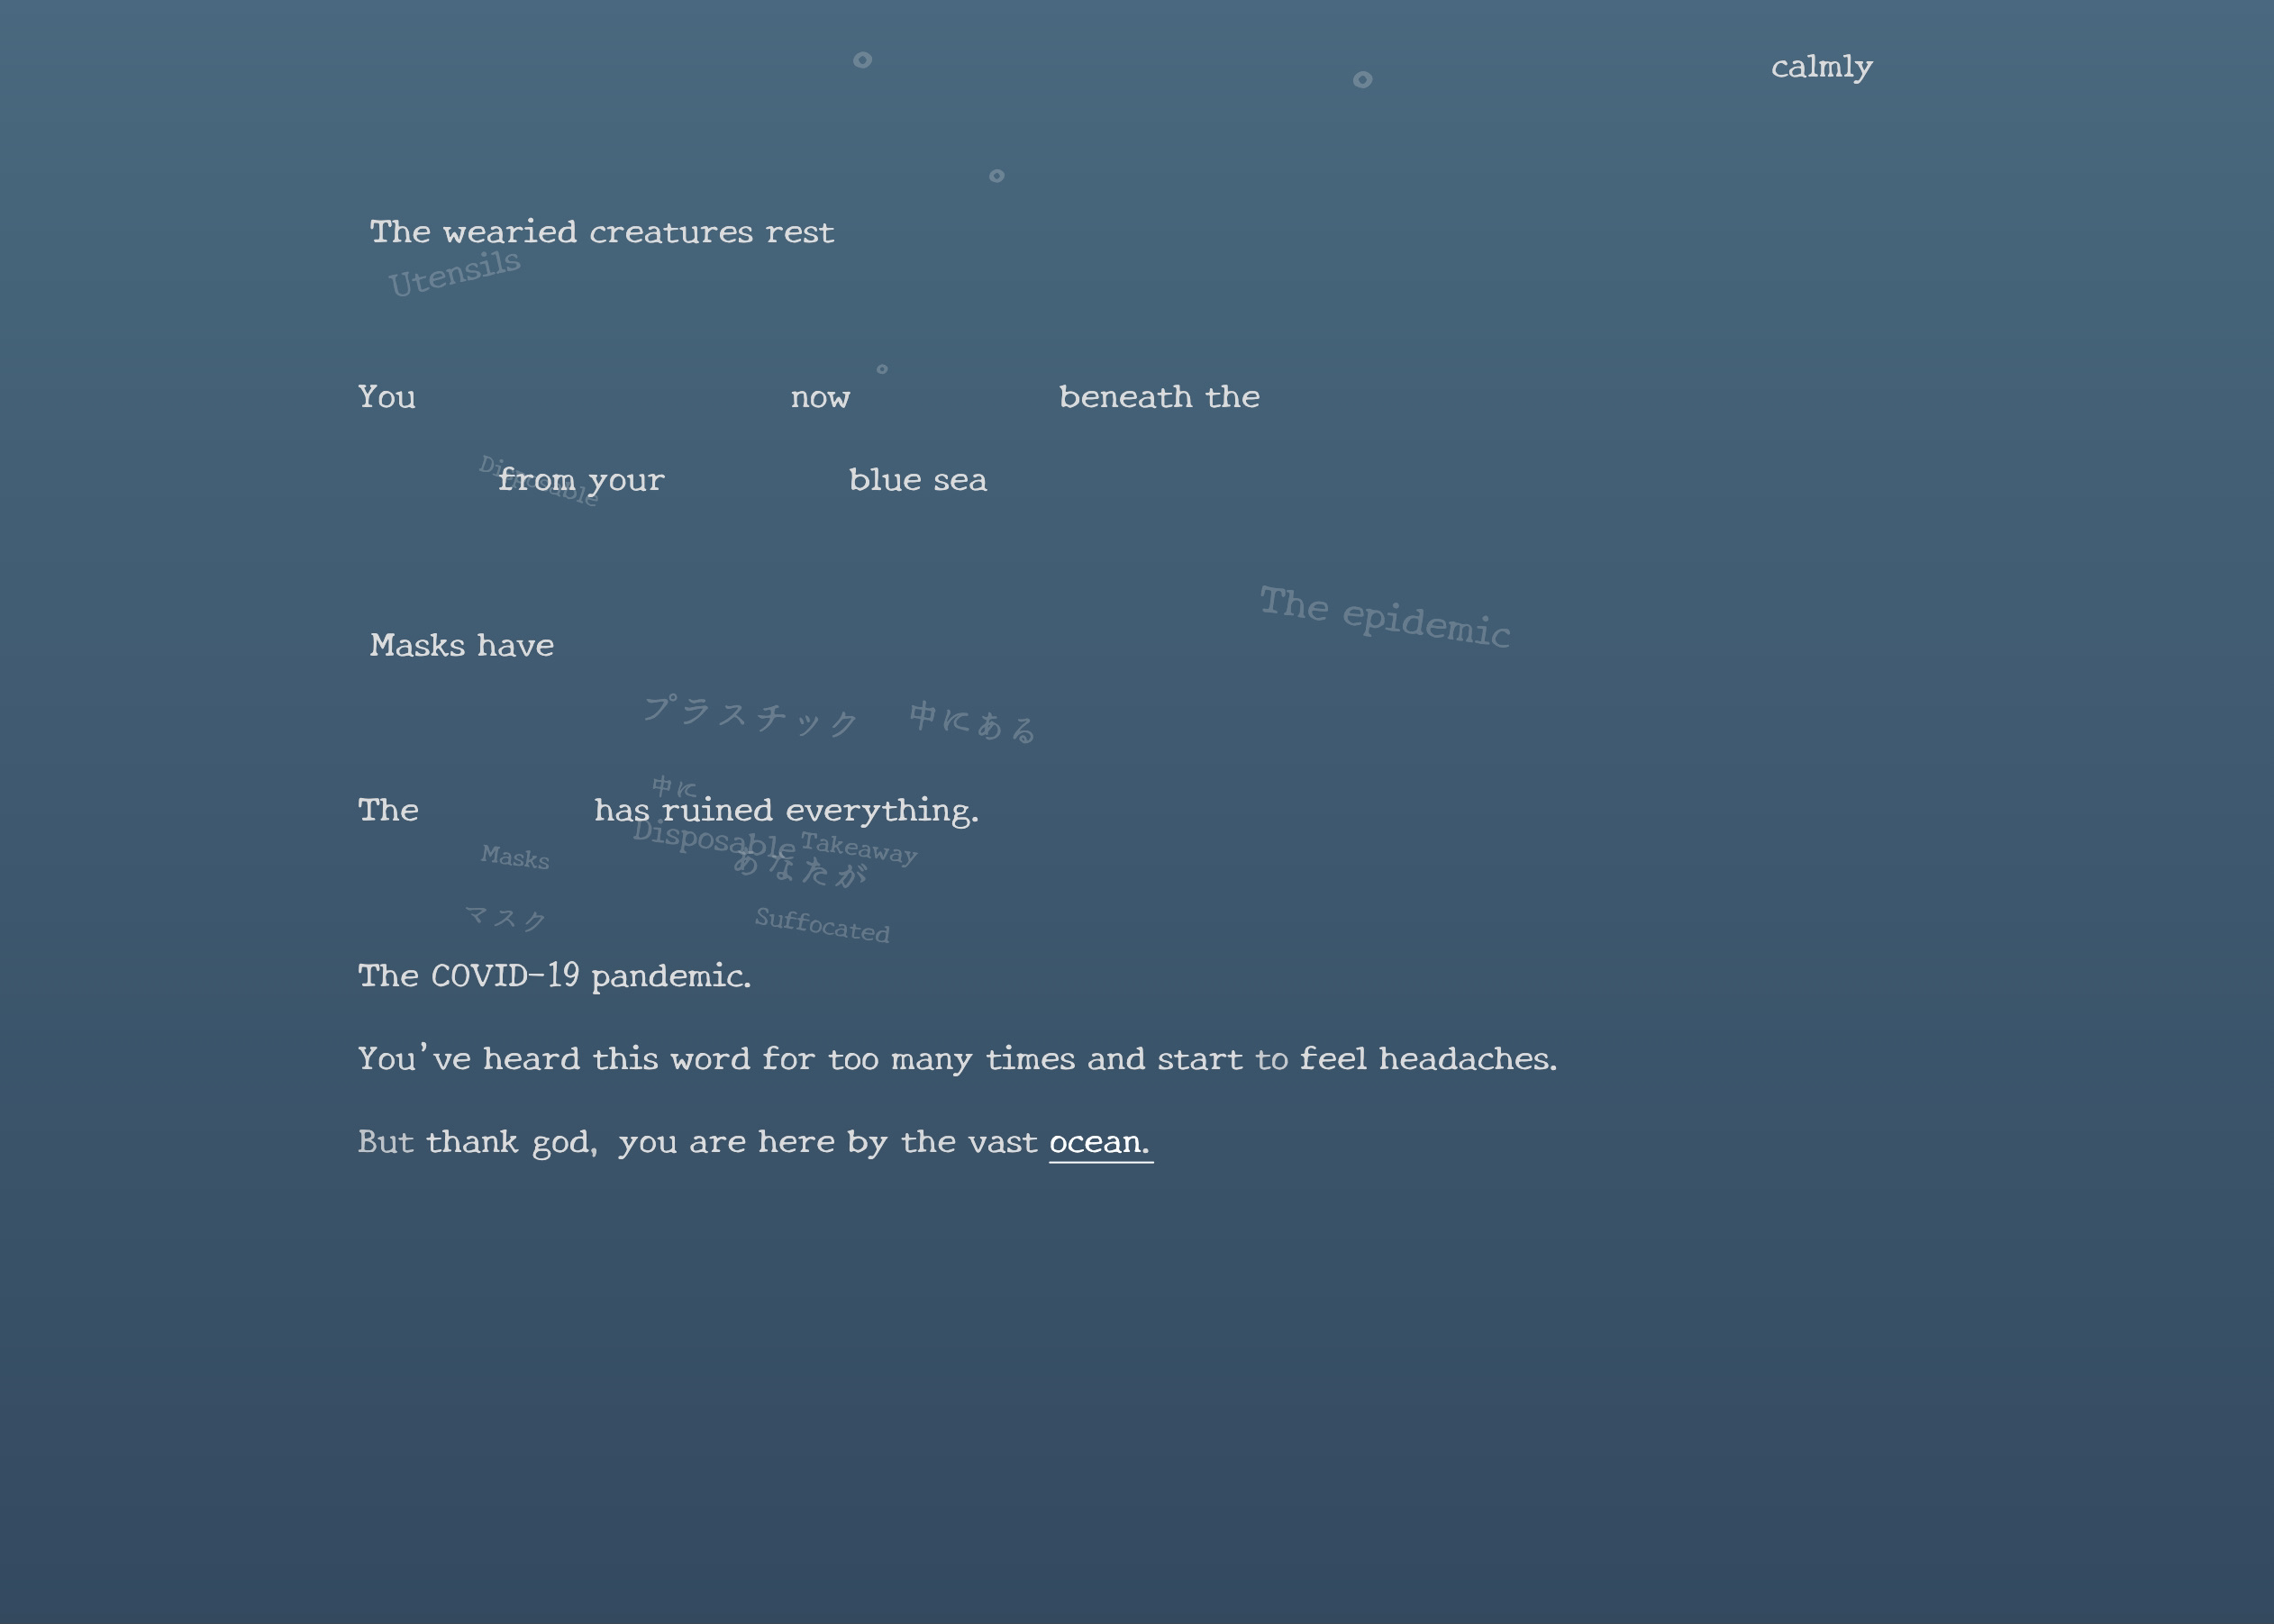 calmly
The wearied creatures rest
Utensils
You now beneath the
Disposable
from your blue sea
The epidemic
Masks have
プラスチック 中にある
中に
The has ruined everything.
Disposable Takeaway
Masks
あなたが
マスク
Suffocated
The COVID-19 pandemic.
You've heard this word for too many times and start to feel headaches.
But thank god, you are here by the vast ocean.